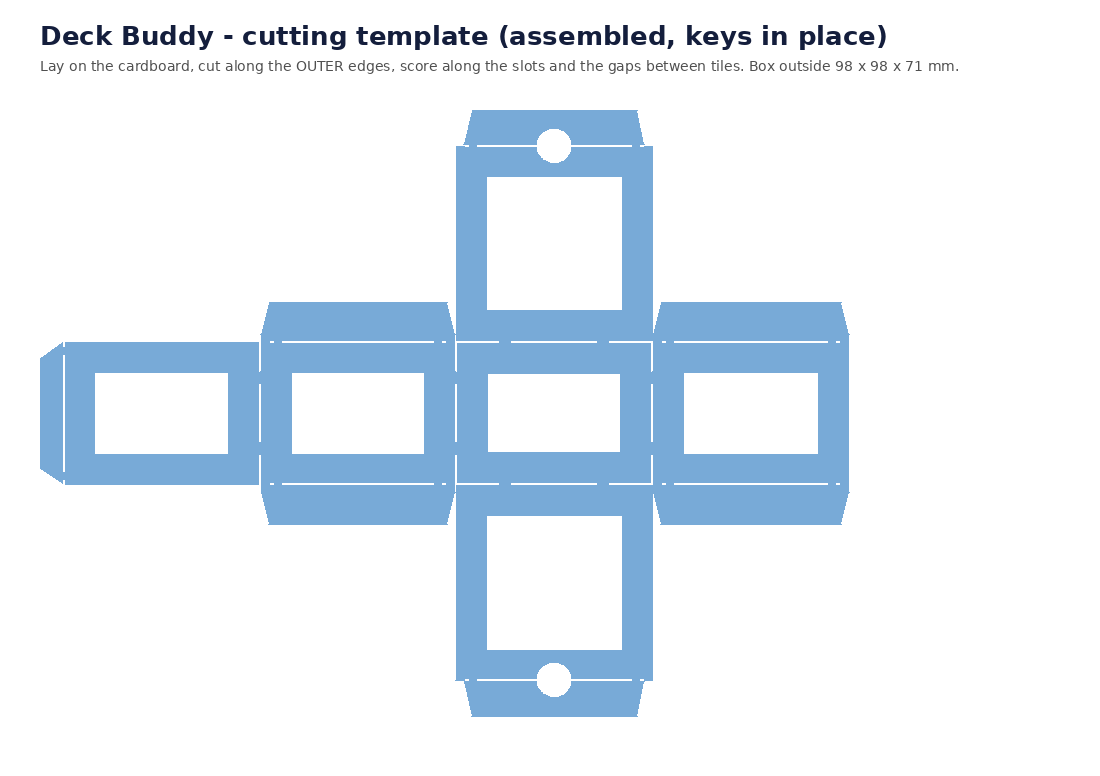 Deck Buddy - cutting template (assembled, keys in place)
Lay on the cardboard, cut along the OUTER edges, score along the slots and the gaps between tiles. Box outside 98 x 98 x 71 mm.